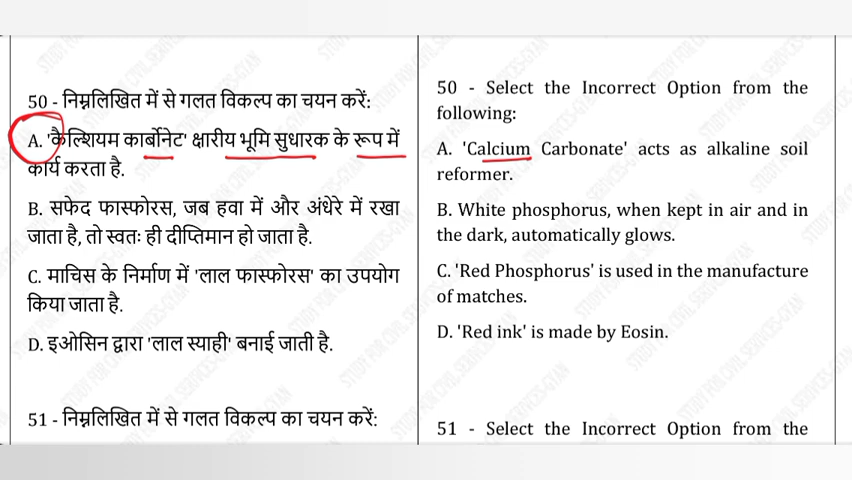 50 - निम्नलिखित में से गलत विकल्प का चयन करें:
A. 'कैल्शियम कार्बोनेट' क्षारीय भूमि सुधारक के रूप में
कार्य करता है.
B. सफेद फास्फोरस, जब हवा में और अंधेरे में रखा
जाता है, तो स्वतः ही दीप्तिमान हो जाता है.
C. माचिस के निर्माण में 'लाल फास्फोरस' का उपयोग
किया जाता है.
D. इओसिन द्वारा 'लाल स्याही' बनाई जाती है.
51 - निम्नलिखित में से गलत विकल्प का चयन करें:
50 - Select the Incorrect Option from the
following:
A. 'Calcium Carbonate' acts as alkaline soil
reformer.
B. White phosphorus, when kept in air and in
the dark, automatically glows.
C. 'Red Phosphorus' is used in the manufacture
of matches.
D. 'Red ink' is made by Eosin.
51 - Select the Incorrect Option from the